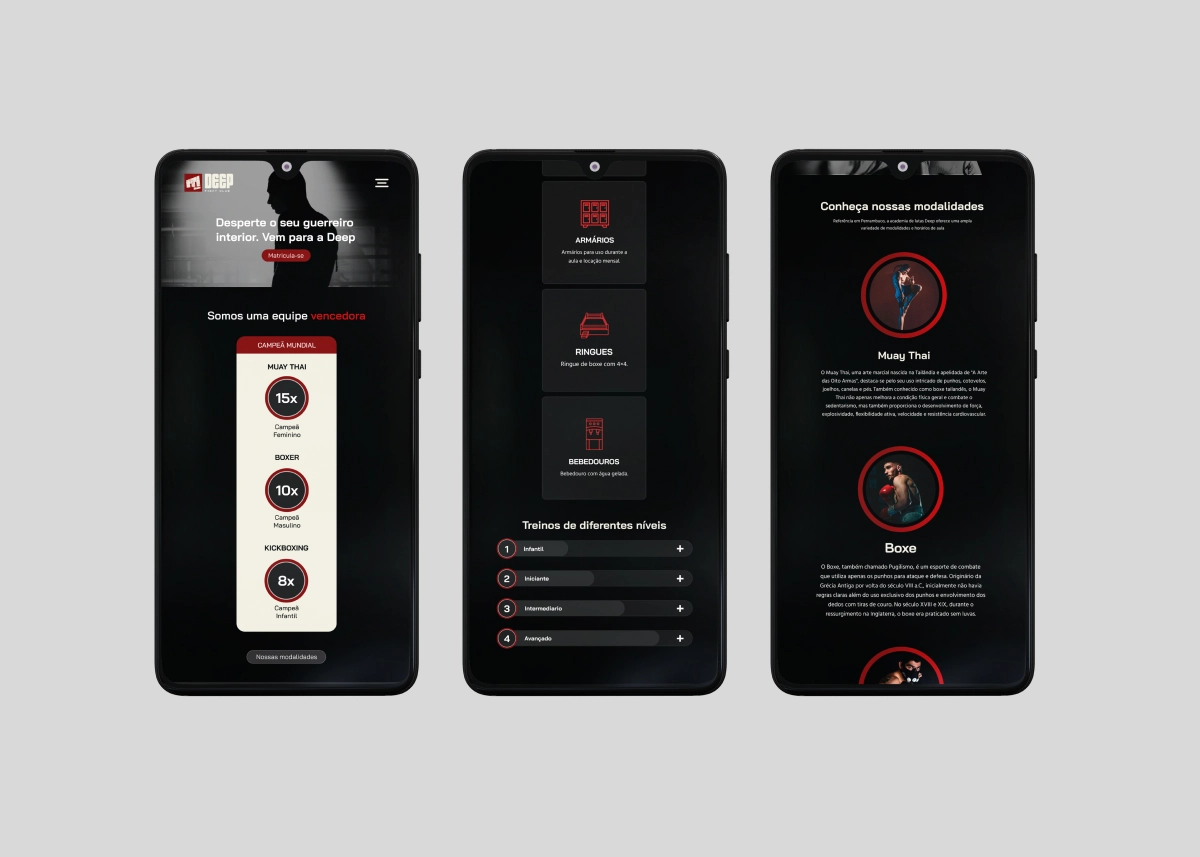 DEEP
Desperte o seu guerreiro
interior. Vem para a Deep
Matricula-se
Somos uma equipe vencedora
CAMPEÃ MUNDIAL
MUAY THAI
15x
Campeã
Feminino
BOXER
10x
Campeã
Masulino
KICKBOXING
8x
Campeã
Infantil
Nossas modalidades
ARMÁRIOS
Armários para uso durante a
aula e locação mensal.
RINGUES
Ringue de boxe com 4×4.
BEBEDOUROS
Bebedouro com água gelada.
Treinos de diferentes níveis
1 Infantil +
2 Iniciante +
3 Intermediario +
4 Avançado +
Conheça nossas modalidades
Referência em Pernambuco, a academia de lutas Deep oferece uma ampla
variedade de modalidades e horários de aula
Muay Thai
O Muay Thai, uma arte marcial nascida na Tailândia e apelidada de "A Arte
das Oito Armas", destaca-se pelo seu uso intricado de punhos, cotovelos,
joelhos, canelas e pés. Também conhecido como boxe tailandês, o Muay
Thai não apenas melhora a condição física geral e combate o
sedentarismo, mas também proporciona o desenvolvimento de força,
explosividade, flexibilidade ativa, velocidade e resistência cardiovascular.
Boxe
O Boxe, também chamado Pugilismo, é um esporte de combate
que utiliza apenas os punhos para ataque e defesa. Originário da
Grécia Antiga por volta do século VIII a.C., inicialmente não havia
regras claras além do uso exclusivo dos punhos e envolvimento dos
dedos com tiras de couro. No século XVIII e XIX, durante o
ressurgimento na Inglaterra, o boxe era praticado sem luvas.